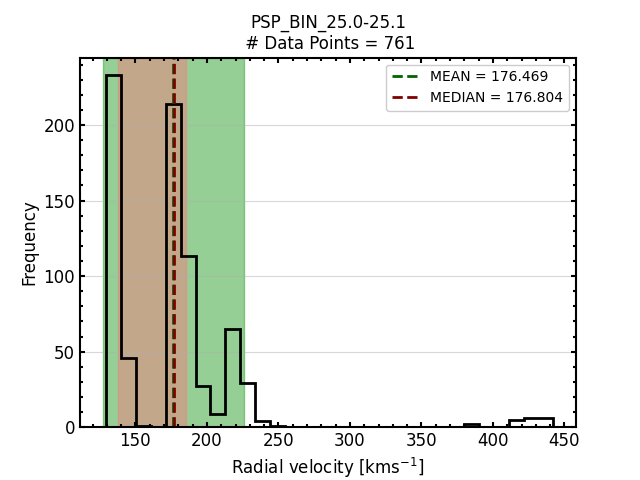 PSP_BIN_25.0-25.1
# Data Points = 761
MEAN = 176.469
MEDIAN = 176.804
Frequency
200
150
100
50
0
150 200 250 300 350 400 450
Radial velocity [kms⁻¹]